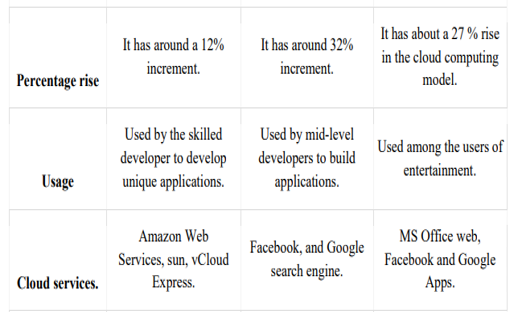 Percentage rise
It has around a 12%
increment.
It has around 32%
increment.
It has about a 27 % rise
in the cloud computing
model.
Usage
Used by the skilled
developer to develop
unique applications.
Used by mid-level
developers to build
applications.
Used among the users of
entertainment.
Cloud services.
Amazon Web
Services, sun, vCloud
Express.
Facebook, and Google
search engine.
MS Office web,
Facebook and Google
Apps.